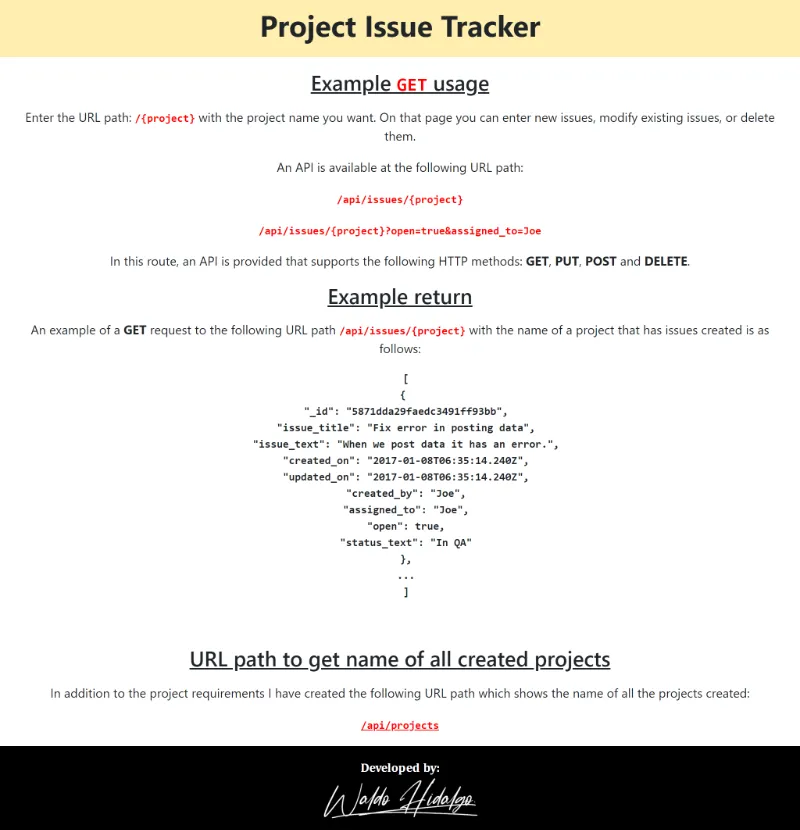 Project Issue Tracker
Example GET usage
Enter the URL path: /{project} with the project name you want. On that page you can enter new issues, modify existing issues, or delete
them.
An API is available at the following URL path:
/api/issues/{project}
/api/issues/{project}?open=true&assigned_to=Joe
In this route, an API is provided that supports the following HTTP methods: GET, PUT, POST and DELETE.
Example return
An example of a GET request to the following URL path /api/issues/{project} with the name of a project that has issues created is as
follows:
[
{
"_id": "5871dda29faedc3491ff93bb",
"issue_title": "Fix error in posting data",
"issue_text": "When we post data it has an error.",
"created_on": "2017-01-08T06:35:14.240Z",
"updated_on": "2017-01-08T06:35:14.240Z",
"created_by": "Joe",
"assigned_to": "Joe",
"open": true,
"status_text": "In QA"
},
...
]
URL path to get name of all created projects
In addition to the project requirements I have created the following URL path which shows the name of all the projects created:
/api/projects
Developed by:
Waldo Hidalgo